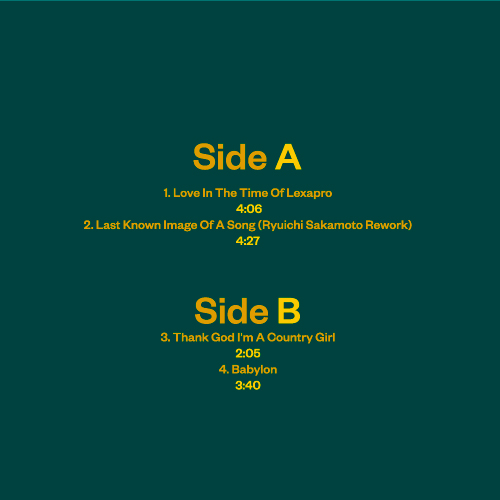 Side A
1. Love In The Time Of Lexapro
4:06
2. Last Known Image Of A Song (Ryuichi Sakamoto Rework)
4:27
Side B
3. Thank God I'm A Country Girl
2:05
4. Babylon
3:40